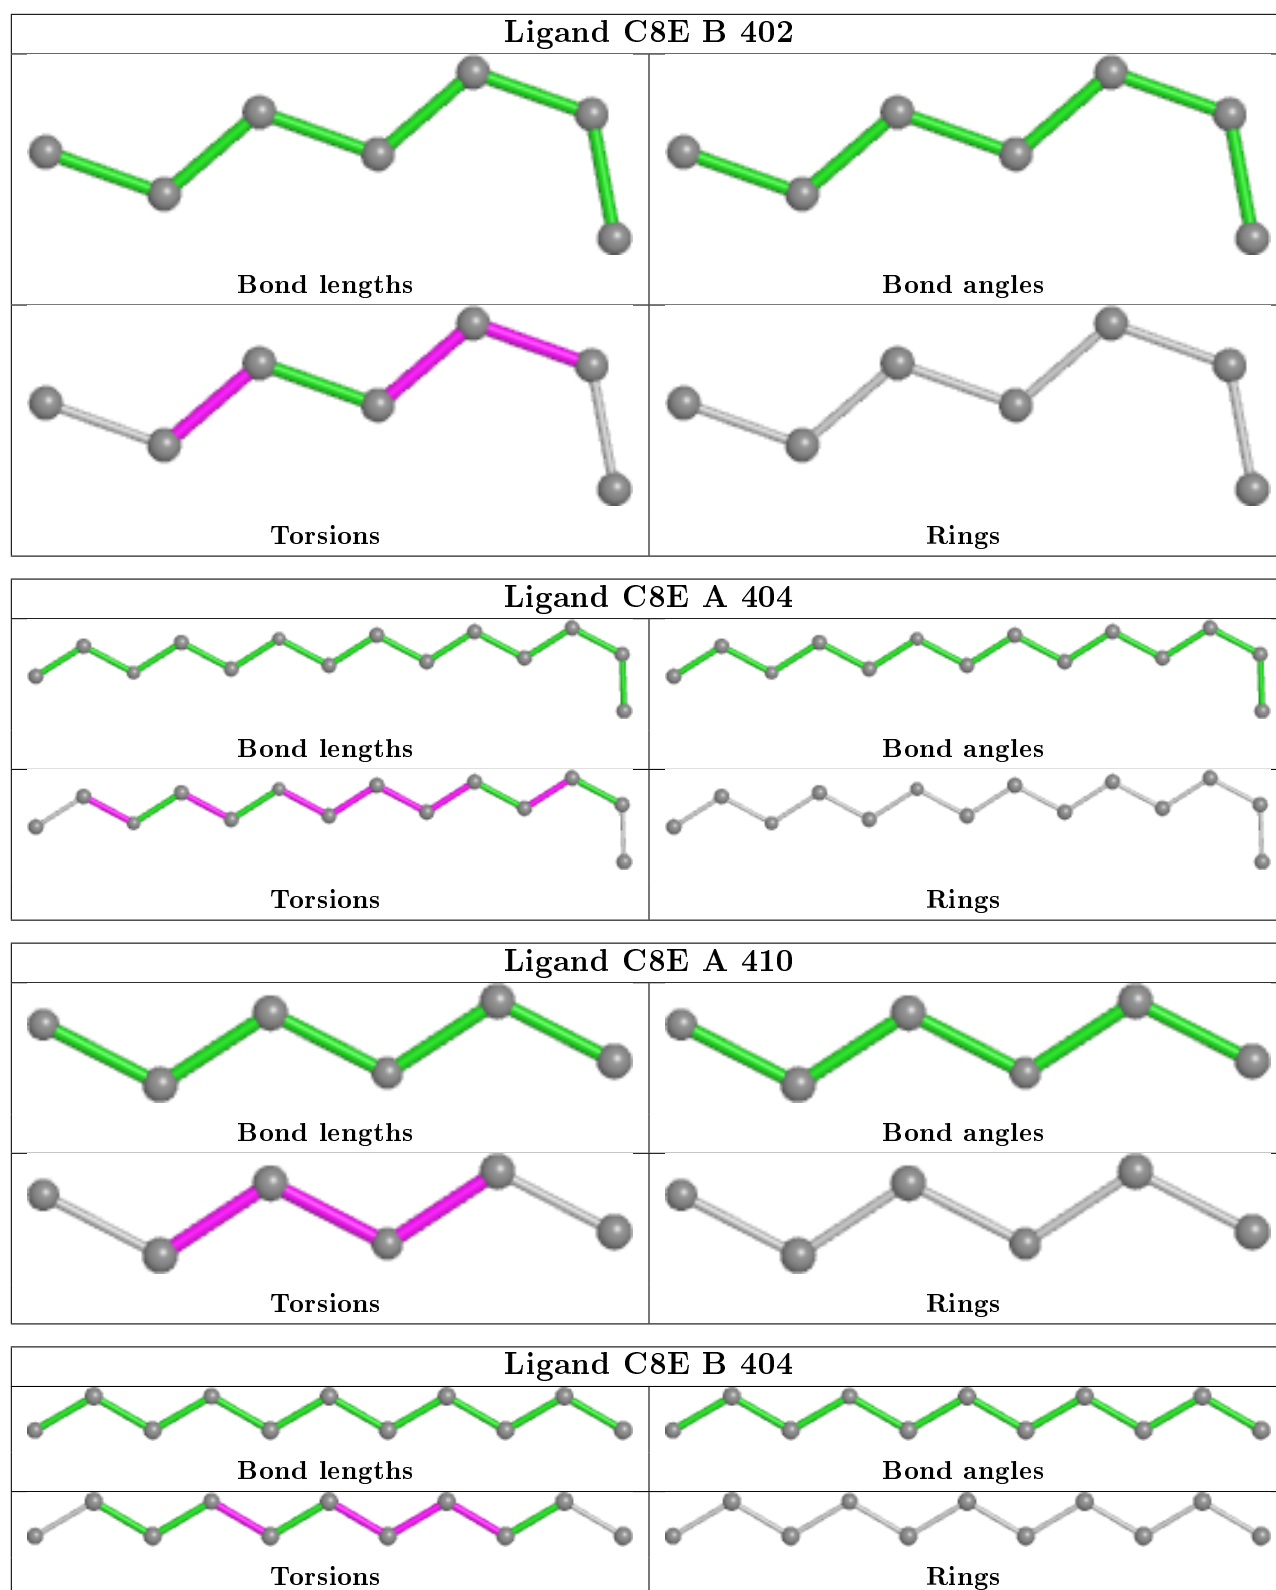 Ligand C8E B 402
Bond lengths
Bond angles
Torsions
Rings
Ligand C8E A 404
Bond lengths
Bond angles
Torsions
Rings
Ligand C8E A 410
Bond lengths
Bond angles
Torsions
Rings
Ligand C8E B 404
Bond lengths
Bond angles
Torsions
Rings